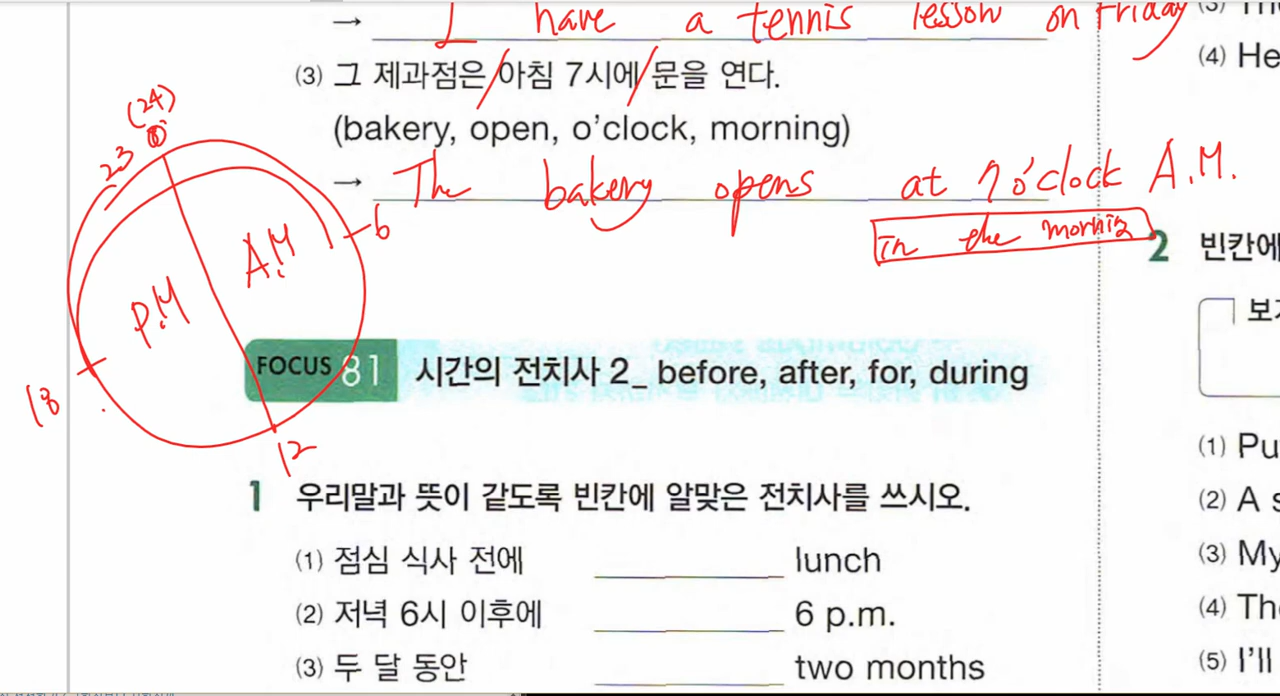 → I have a tennis lesson on Friday
(3) 그 제과점은/아침 7시에/문을 연다.
(bakery, open, o'clock, morning)
→ The bakery opens at 7 o'clock A.M.
in the morning
(24)
0
23
6
A.M
P.M
18
12
FOCUS 81 시간의 전치사 2_ before, after, for, during
1 우리말과 뜻이 같도록 빈칸에 알맞은 전치사를 쓰시오.
(1) 점심 식사 전에 __________ lunch
(2) 저녁 6시 이후에 __________ 6 p.m.
(3) 두 달 동안 __________ two months
(4) He
2 빈칸에
보기
(1) Pu
(2) A s
(3) My
(4) Th
(5) I'll